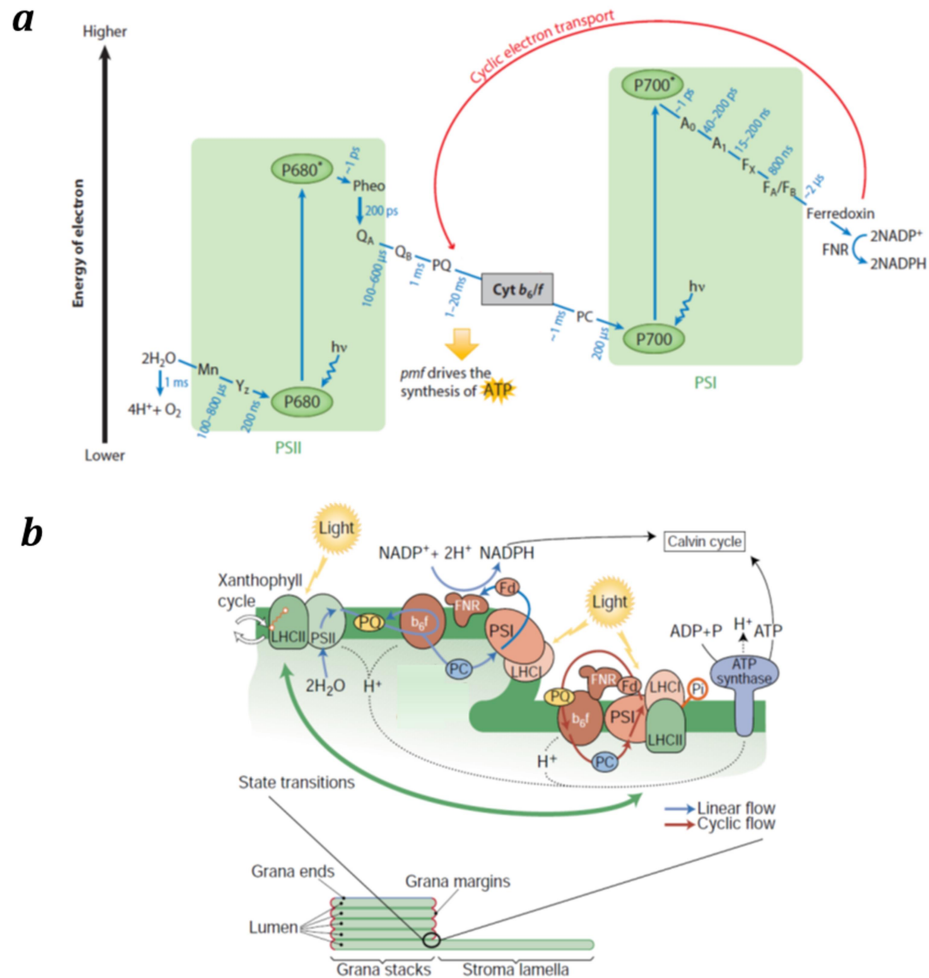 a
Higher
Cyclic electron transport
P700*
~1 ps
A0
40–200 ps
A1
15–200 ns
FX
800 ns
FA/FB
~2 µs
Ferredoxin
2NADP+
FNR
2NADPH
P680*
~1 ps
Pheo
200 ps
QA
100–600 µs
QB
1 ms
PQ
1–20 ms
Cyt b6/f
~1 ms
PC
200 µs
P700
hν
PSI
Energy of electron
2H2O
1 ms
4H+ + O2
Mn
100–800 µs
Yz
200 ns
P680
hν
PSII
pmf drives the
synthesis of ATP
Lower
b
Light
NADP+ + 2H+ NADPH
Calvin cycle
Xanthophyll
cycle
LHCII
PSII
PQ
b6f
FNR
Fd
PSI
LHCI
PC
2H2O
H+
Light
ADP+P
H+
ATP
ATP
synthase
PQ
b6f
FNR
Fd
PSI
LHCI
Pi
LHCII
PC
H+
State transitions
Linear flow
Cyclic flow
Grana ends
Grana margins
Lumen
Grana stacks
Stroma lamella